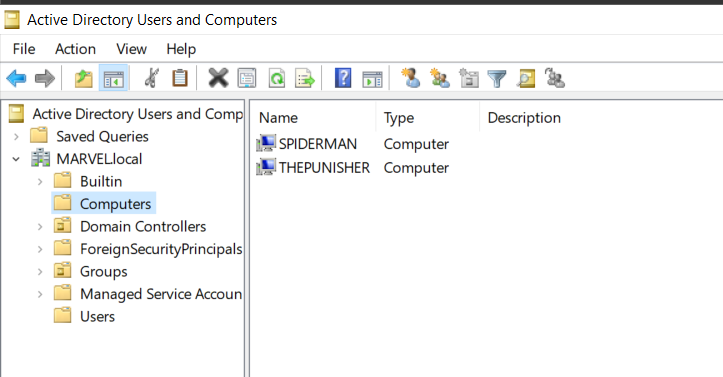 Active Directory Users and Computers
File Action View Help
Active Directory Users and Comp
Saved Queries
MARVEL.local
Builtin
Computers
Domain Controllers
ForeignSecurityPrincipals
Groups
Managed Service Accoun
Users
Name Type Description
SPIDERMAN Computer
THEPUNISHER Computer